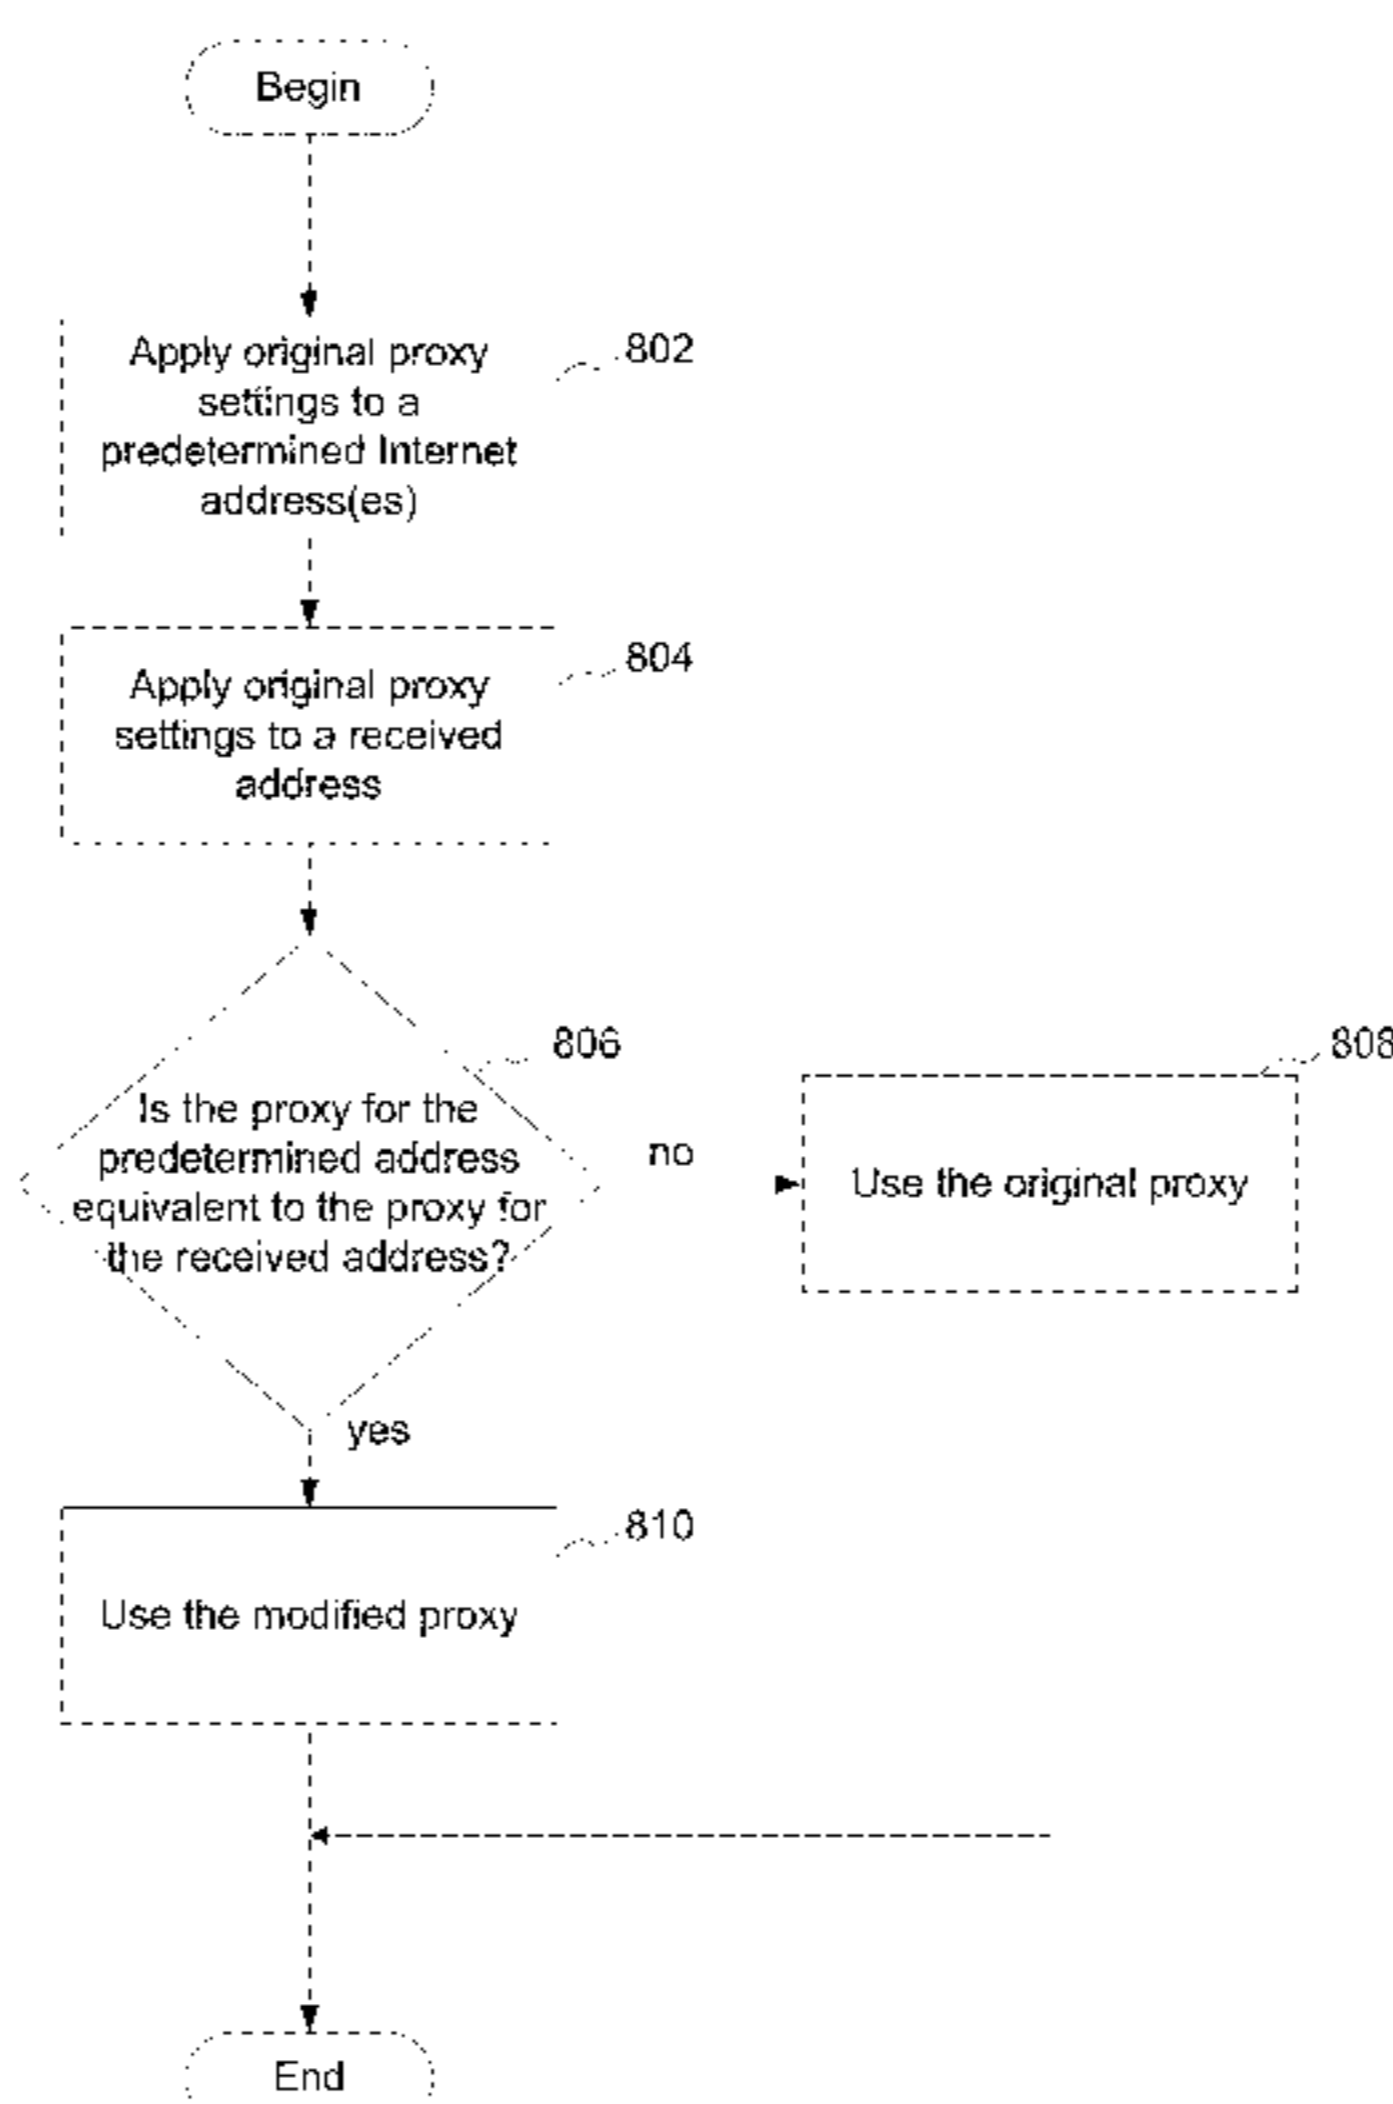 Begin
Apply original proxy
settings to a
predetermined Internet
address(es)
802
Apply original proxy
settings to a received
address
804
806
Is the proxy for the
predetermined address
equivalent to the proxy for
the received address?
no
808
Use the original proxy
yes
810
Use the modified proxy
End